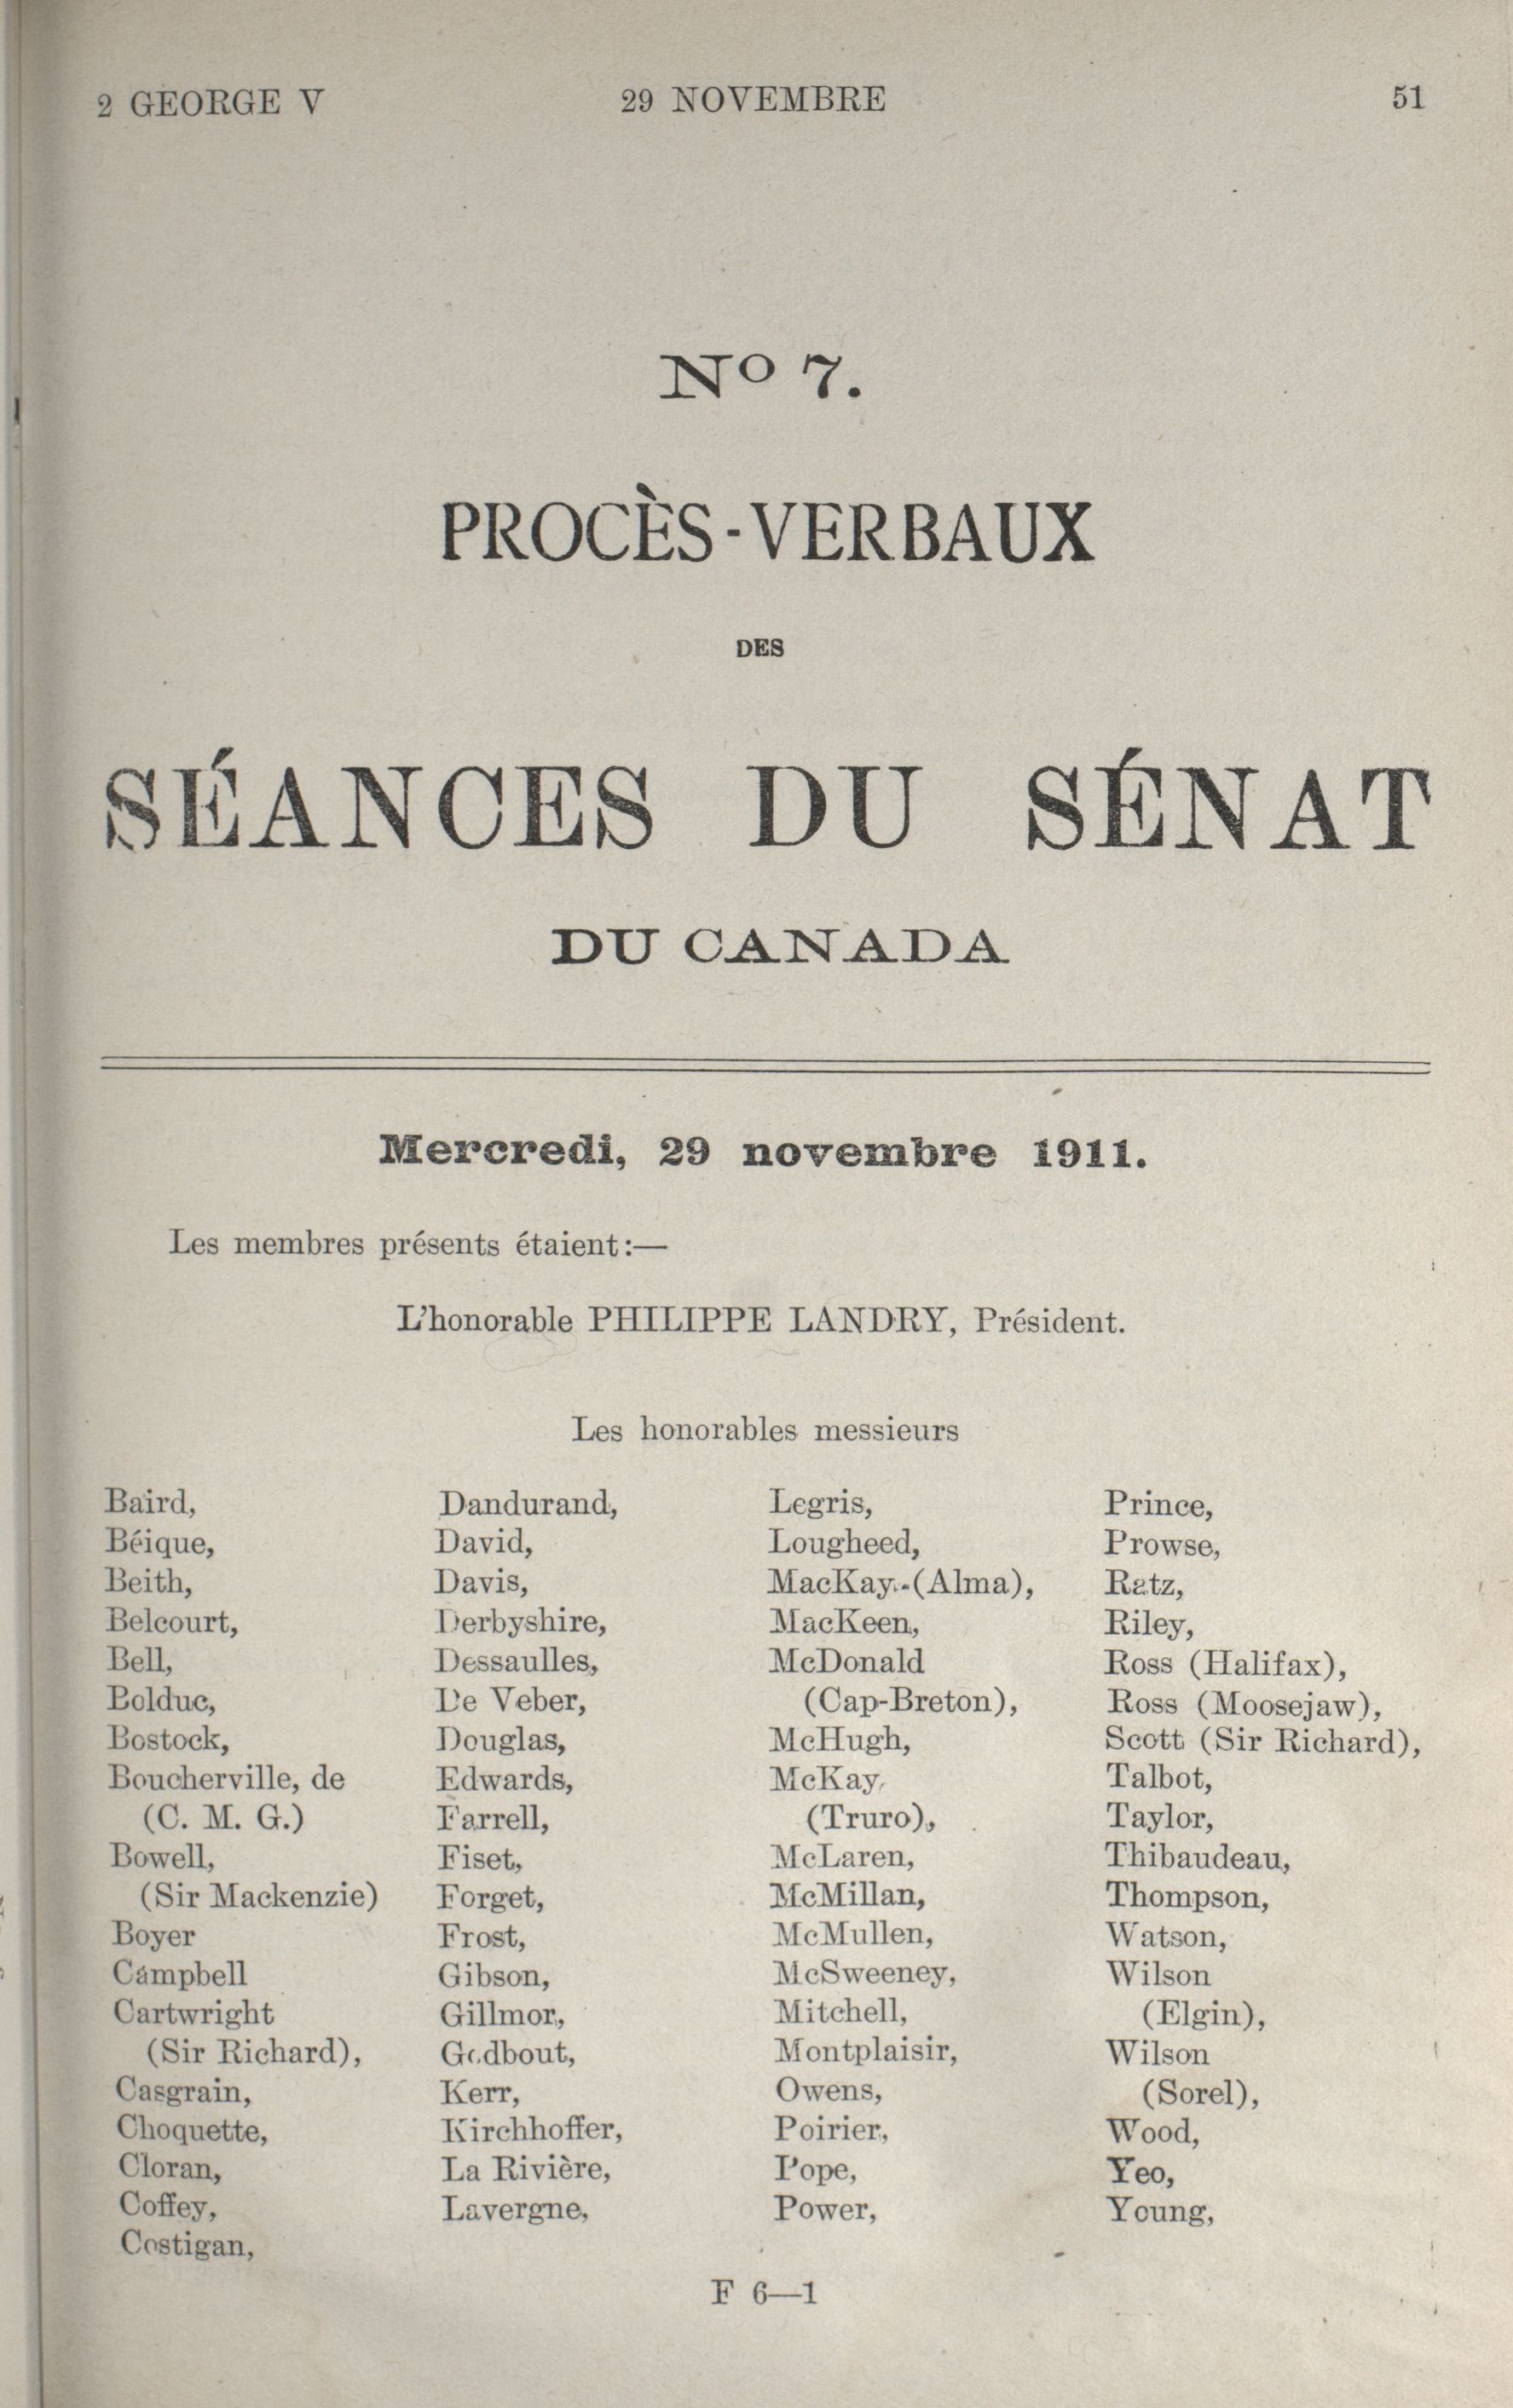 2 GEORGE V 29 NOVEMBRE 51
No 7.
PROCÈS-VERBAUX
DES
SÉANCES DU SÉNAT
DU CANADA
Mercredi, 29 novembre 1911.
Les membres présents étaient:—
L'honorable PHILIPPE LANDRY, Président.
Les honorables messieurs
Baird,
Béique,
Beith,
Belcourt,
Bell,
Bolduc,
Bostock,
Boucherville, de
(C. M. G.)
Bowell,
(Sir Mackenzie)
Boyer
Campbell
Cartwright
(Sir Richard),
Casgrain,
Choquette,
Cloran,
Coffey,
Costigan,
Dandurand,
David,
Davis,
Derbyshire,
Dessaulles,
De Veber,
Douglas,
Edwards,
Farrell,
Fiset,
Forget,
Frost,
Gibson,
Gillmor,
Godbout,
Kerr,
Kirchhoffer,
La Rivière,
Lavergne,
Legris,
Lougheed,
MacKay.-(Alma),
MacKeen,
McDonald
(Cap-Breton),
McHugh,
McKay,
(Truro),
McLaren,
McMillan,
McMullen,
McSweeney,
Mitchell,
Montplaisir,
Owens,
Poirier,
Pope,
Power,
Prince,
Prowse,
Ratz,
Riley,
Ross (Halifax),
Ross (Moosejaw),
Scott (Sir Richard),
Talbot,
Taylor,
Thibaudeau,
Thompson,
Watson,
Wilson
(Elgin),
Wilson
(Sorel),
Wood,
Yeo,
Young,
F 6—1